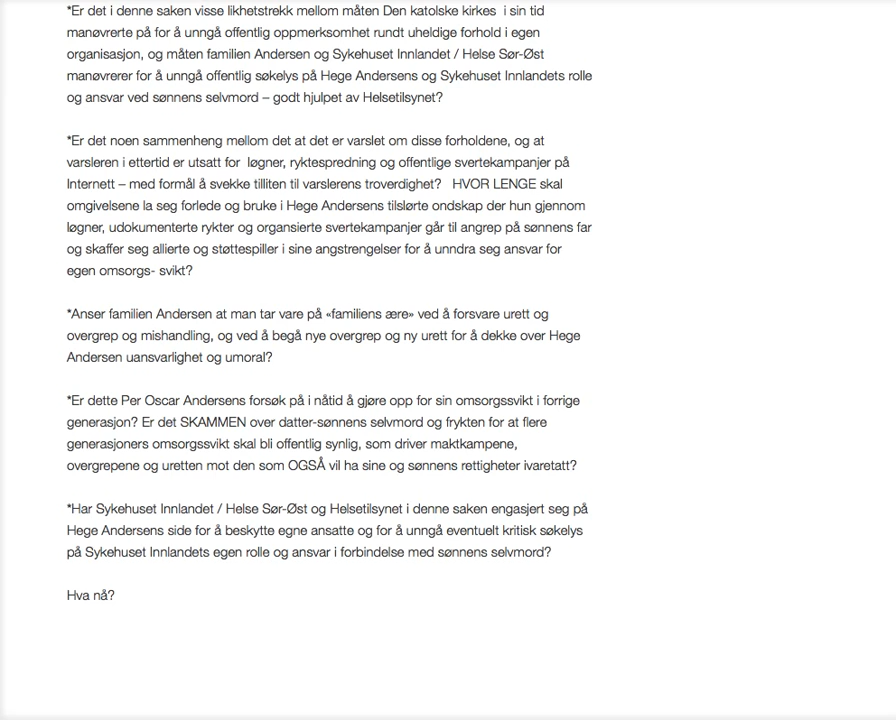 *Er det i denne saken visse likhetstrekk mellom måten Den katolske kirkes  i sin tid
manøvrerte på for å unngå offentlig oppmerksomhet rundt uheldige forhold i egen
organisasjon, og måten familien Andersen og Sykehuset Innlandet / Helse Sør-Øst
manøvrerer for å unngå offentlig søkelys på Hege Andersens og Sykehuset Innlandets rolle
og ansvar ved sønnens selvmord – godt hjulpet av Helsetilsynet?
*Er det noen sammenheng mellom det at det er varslet om disse forholdene, og at
varsleren i ettertid er utsatt for  løgner, ryktespredning og offentlige svertekampanjer på
Internett – med formål å svekke tilliten til varslerens troverdighet?   HVOR LENGE skal
omgivelsene la seg forlede og bruke i Hege Andersens tilslørte ondskap der hun gjennom
løgner, udokumenterte rykter og organsierte svertekampanjer går til angrep på sønnens far
og skaffer seg allierte og støttespiller i sine angstrengelser for å unndra seg ansvar for
egen omsorgs- svikt?
*Anser familien Andersen at man tar vare på «familiens ære» ved å forsvare urett og
overgrep og mishandling, og ved å begå nye overgrep og ny urett for å dekke over Hege
Andersen uansvarlighet og umoral?
*Er dette Per Oscar Andersens forsøk på i nåtid å gjøre opp for sin omsorgssvikt i forrige
generasjon? Er det SKAMMEN over datter-sønnens selvmord og frykten for at flere
generasjoners omsorgssvikt skal bli offentlig synlig, som driver maktkampene,
overgrepene og uretten mot den som OGSÅ vil ha sine og sønnens rettigheter ivaretatt?
*Har Sykehuset Innlandet / Helse Sør-Øst og Helsetilsynet i denne saken engasjert seg på
Hege Andersens side for å beskytte egne ansatte og for å unngå eventuelt kritisk søkelys
på Sykehuset Innlandets egen rolle og ansvar i forbindelse med sønnens selvmord?
Hva nå?